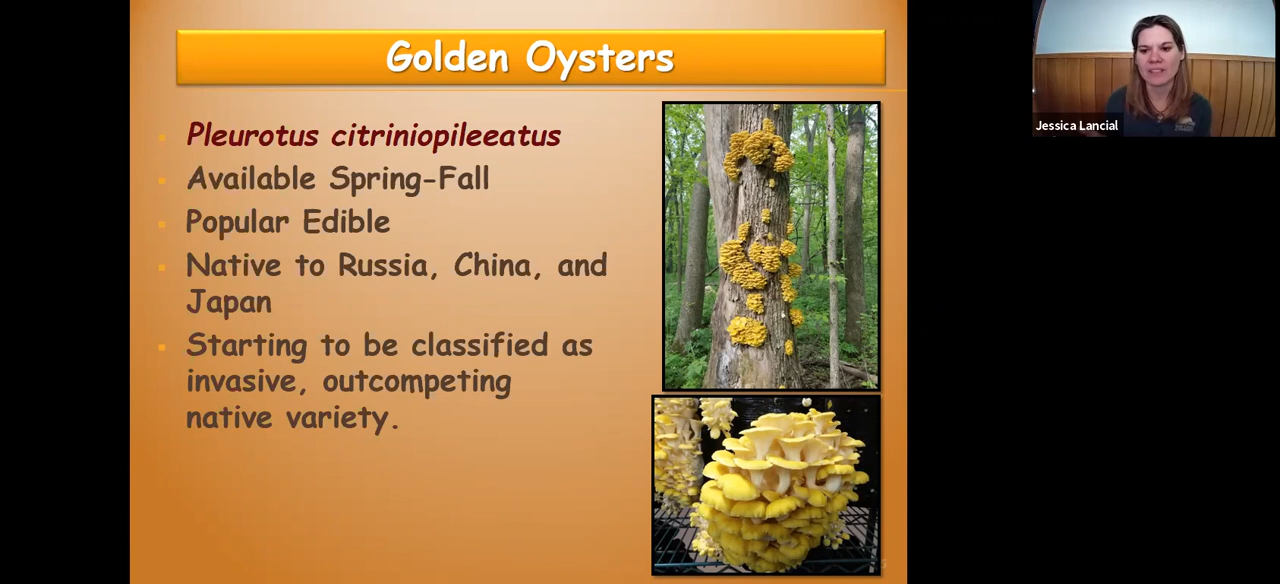 Golden Oysters
Pleurotus citriniopileeatus
Available Spring-Fall
Popular Edible
Native to Russia, China, and
Japan
Starting to be classified as
invasive, outcompeting
native variety.
Jessica Lancial